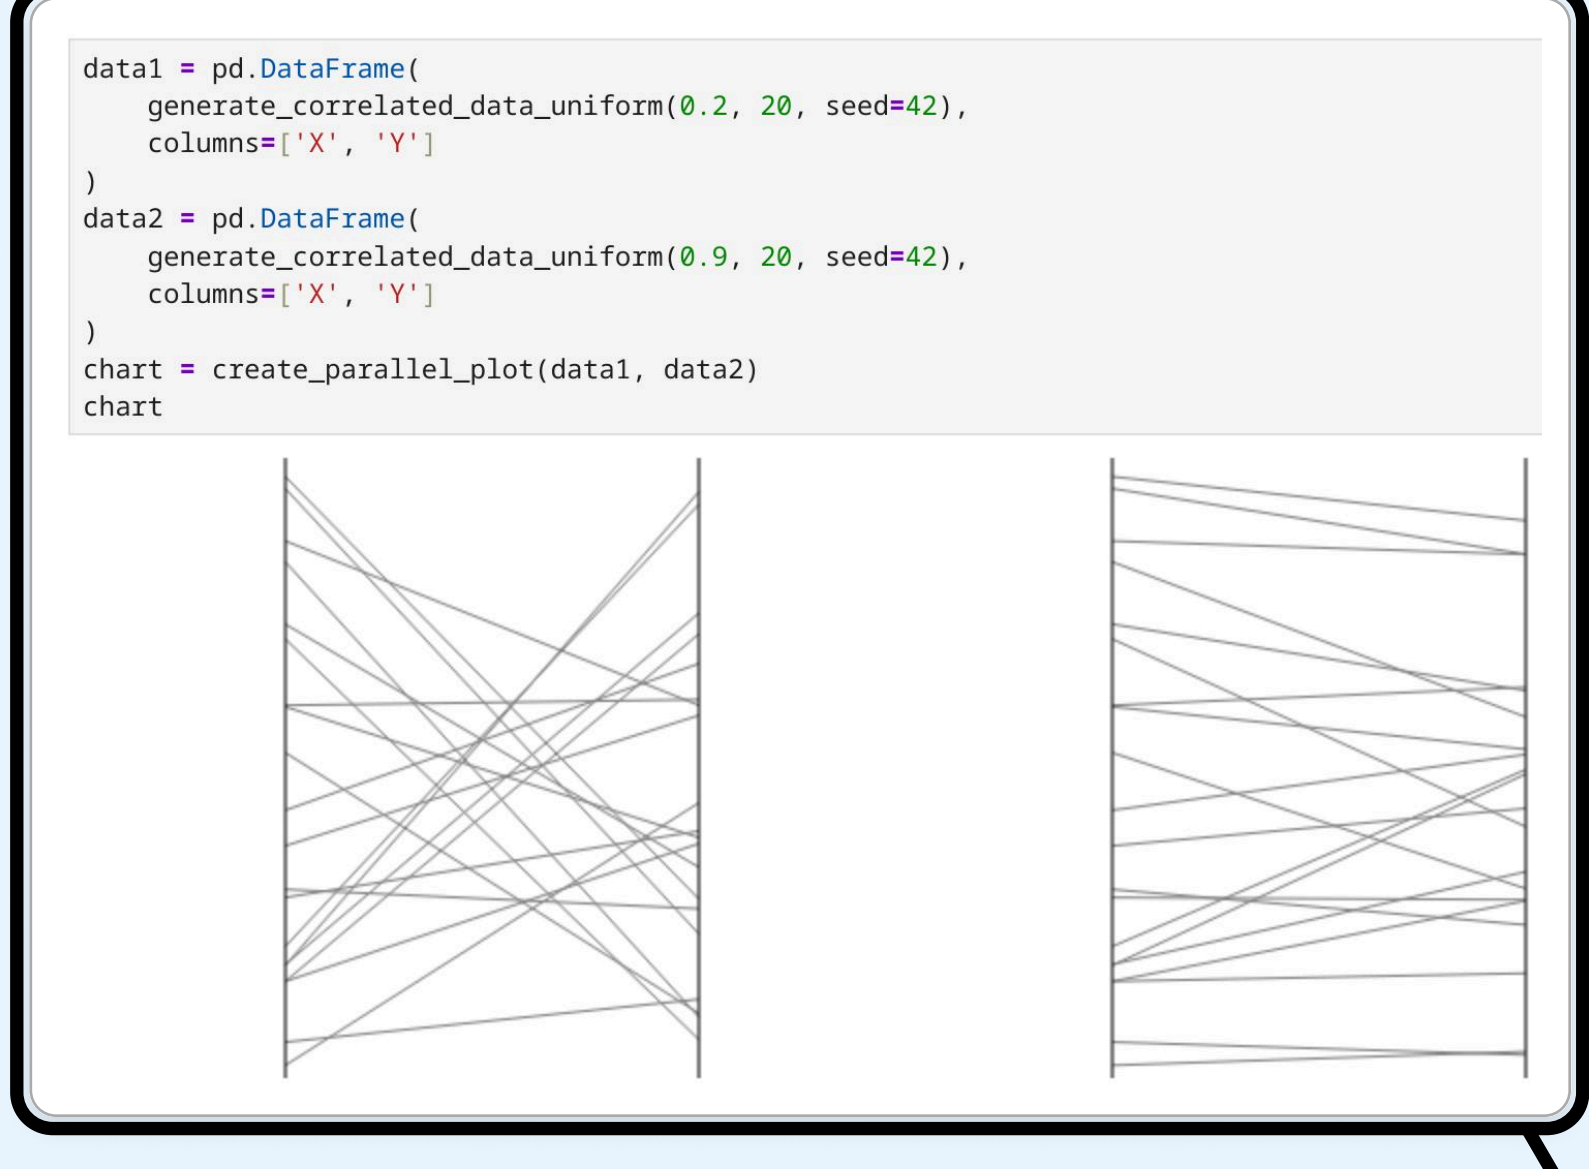 data1 = pd.DataFrame(
    generate_correlated_data_uniform(0.2, 20, seed=42),
    columns=['X', 'Y']
)
data2 = pd.DataFrame(
    generate_correlated_data_uniform(0.9, 20, seed=42),
    columns=['X', 'Y']
)
chart = create_parallel_plot(data1, data2)
chart